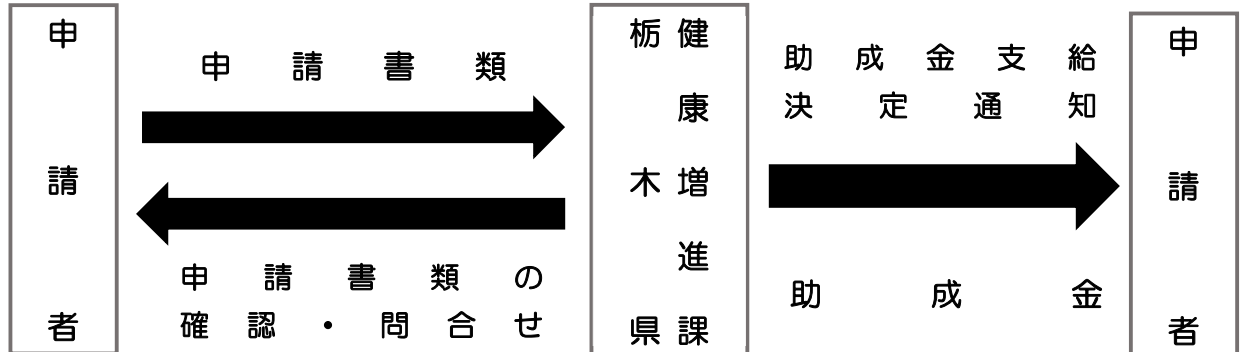 申請者
申請書類
申請書類の
確認・問合せ
栃木県
健康増進課
助成金支給
決定通知
助成金
申請者